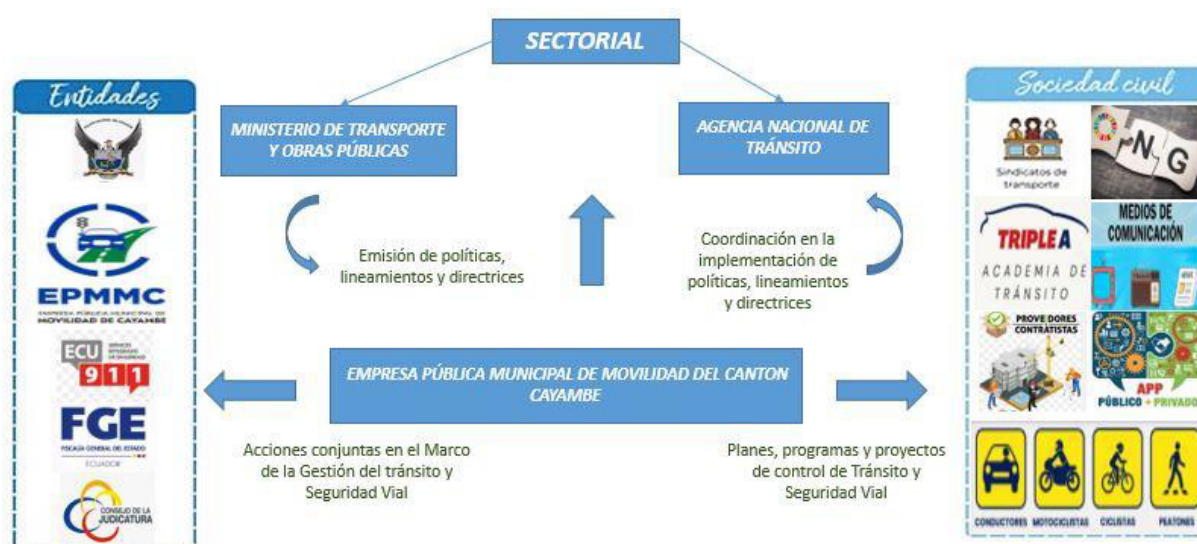 SECTORIAL
Entidades
MINISTERIO DE TRANSPORTE
Y OBRAS PÚBLICAS
AGENCIA NACIONAL DE
TRÁNSITO
Sociedad civil
Sindicatos de
transporte
NG
Emisión de políticas,
lineamientos y directrices
Coordinación en la
implementación de
políticas, lineamientos
y directrices
EPMMC
EMPRESA PÚBLICA MUNICIPAL DE
MOVILIDAD DE CAYAMBE
TRIPLE A
ACADEMIA DE
TRÁNSITO
MEDIOS DE
COMUNICACIÓN
PROVEDORES
CONTRATISTAS
APP
PÚBLICO + PRIVADO
ECU
911
EMPRESA PÚBLICA MUNICIPAL DE MOVILIDAD DEL CANTON
CAYAMBE
FGE
FISCALÍA GENERAL DEL ESTADO
ECUADOR
CONSEJO DE LA
JUDICATURA
Acciones conjuntas en el Marco
de la Gestión del tránsito y
Seguridad Vial
Planes, programas y proyectos
de control de Tránsito y
Seguridad Vial
CONDUCTORES MOTOCICLISTAS CICLISTAS PEATONES